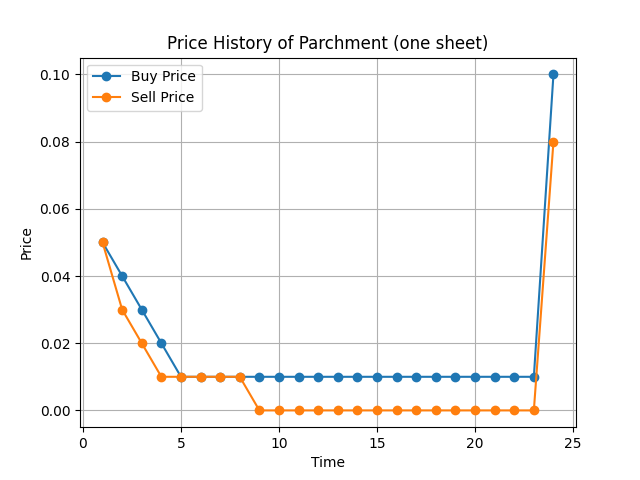 Price History of Parchment (one sheet)
Buy Price
Sell Price
0.10
0.08
0.06
0.04
0.02
0.00
Price
0 5 10 15 20 25
Time